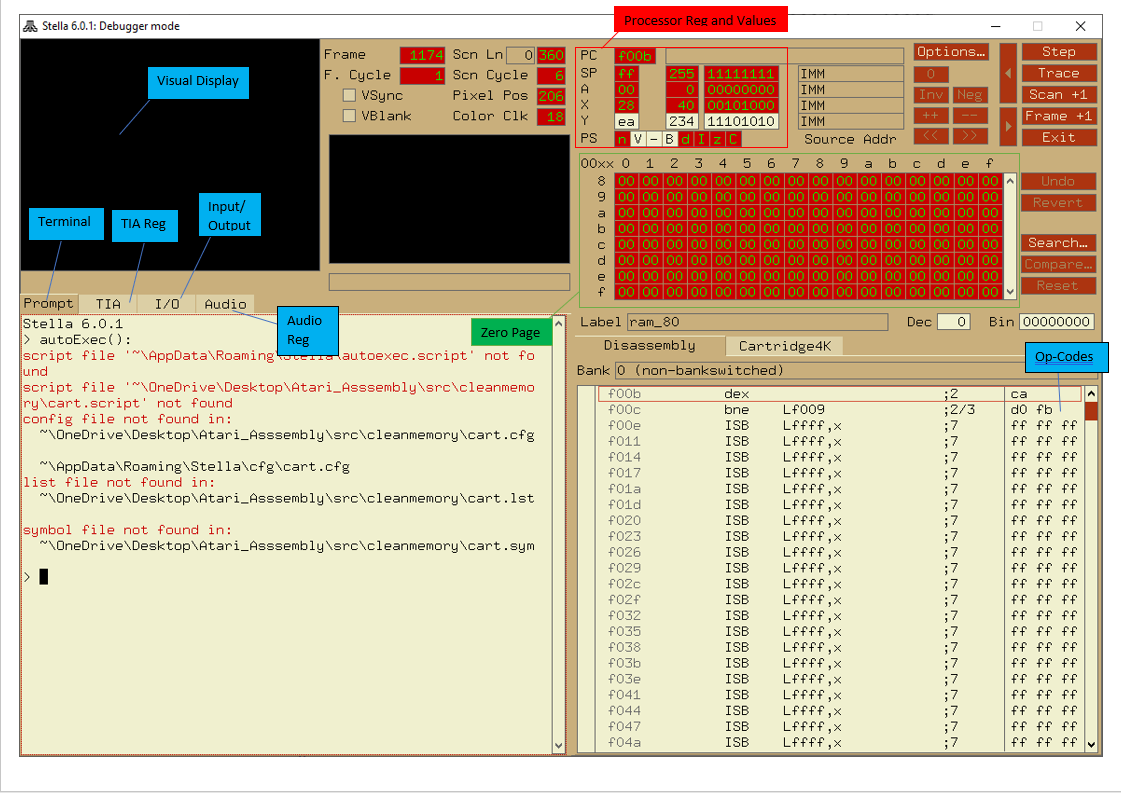 Stella 6.0.1: Debugger mode
Processor Reg and Values
Visual Display
Terminal
TIA Reg
Input/
Output
Audio
Reg
Zero Page
Op-Codes
Frame 1174 Scn Ln 0 360
F. Cycle 1 Scn Cycle 6
VSync Pixel Pos 206
VBlank Color Clk 18
PC f00b
SP ff 255 11111111 IMM
A 00 0 00000000 IMM
X 28 40 00101000 IMM
Y ea 234 11101010 IMM
PS n V - B d I z C Source Addr
Options…
0
Inv Neg
++ --
<< >>
Step
Trace
Scan +1
Frame +1
Exit
00xx 0 1 2 3 4 5 6 7 8 9 a b c d e f
8 00 00 00 00 00 00 00 00 00 00 00 00 00 00 00 00
9 00 00 00 00 00 00 00 00 00 00 00 00 00 00 00 00
a 00 00 00 00 00 00 00 00 00 00 00 00 00 00 00 00
b 00 00 00 00 00 00 00 00 00 00 00 00 00 00 00 00
c 00 00 00 00 00 00 00 00 00 00 00 00 00 00 00 00
d 00 00 00 00 00 00 00 00 00 00 00 00 00 00 00 00
e 00 00 00 00 00 00 00 00 00 00 00 00 00 00 00 00
f 00 00 00 00 00 00 00 00 00 00 00 00 00 00 00 00
Undo
Revert
Search…
Compare…
Reset
Label ram_80 Dec 0 Bin 00000000
Prompt TIA I/O Audio
Stella 6.0.1
> autoExec():
script file '~\AppData\Roaming\Stella\autoexec.script' not fo
und
script file '~\OneDrive\Desktop\Atari_Asssembly\src\cleanmemo
ry\cart.script' not found
config file not found in:
~\OneDrive\Desktop\Atari_Asssembly\src\cleanmemory\cart.cfg
~\AppData\Roaming\Stella\cfg\cart.cfg
list file not found in:
~\OneDrive\Desktop\Atari_Asssembly\src\cleanmemory\cart.lst
symbol file not found in:
~\OneDrive\Desktop\Atari_Asssembly\src\cleanmemory\cart.sym
>
Disassembly Cartridge4K
Bank 0 (non-bankswitched)
f00b dex ;2 ca
f00c bne Lf009 ;2/3 d0 fb
f00e ISB Lffff,x ;7 ff ff ff
f011 ISB Lffff,x ;7 ff ff ff
f014 ISB Lffff,x ;7 ff ff ff
f017 ISB Lffff,x ;7 ff ff ff
f01a ISB Lffff,x ;7 ff ff ff
f01d ISB Lffff,x ;7 ff ff ff
f020 ISB Lffff,x ;7 ff ff ff
f023 ISB Lffff,x ;7 ff ff ff
f026 ISB Lffff,x ;7 ff ff ff
f029 ISB Lffff,x ;7 ff ff ff
f02c ISB Lffff,x ;7 ff ff ff
f02f ISB Lffff,x ;7 ff ff ff
f032 ISB Lffff,x ;7 ff ff ff
f035 ISB Lffff,x ;7 ff ff ff
f038 ISB Lffff,x ;7 ff ff ff
f03b ISB Lffff,x ;7 ff ff ff
f03e ISB Lffff,x ;7 ff ff ff
f041 ISB Lffff,x ;7 ff ff ff
f044 ISB Lffff,x ;7 ff ff ff
f047 ISB Lffff,x ;7 ff ff ff
f04a ISB Lffff,x ;7 ff ff ff